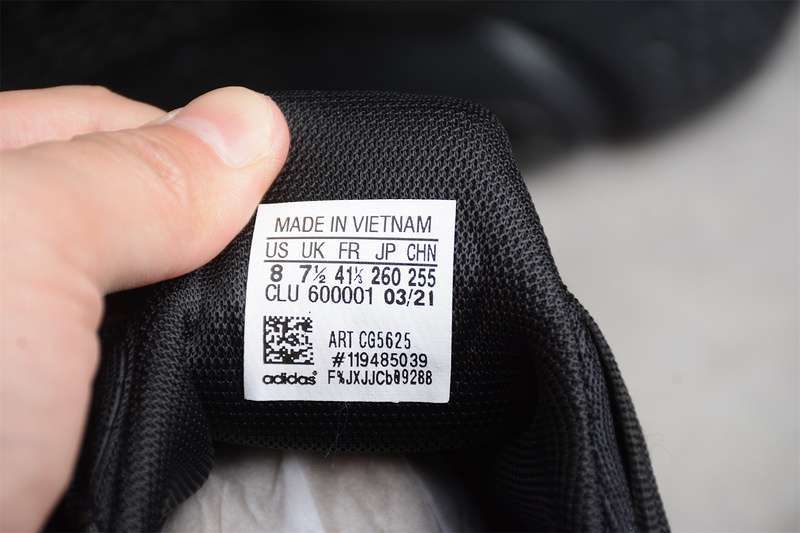 MADE IN VIETNAM
US UK FR JP CHN
8 7½ 41⅓ 260 255
CLU 600001 03/21
ART CG5625
#119485039
adidas® F%JXJJCb09288